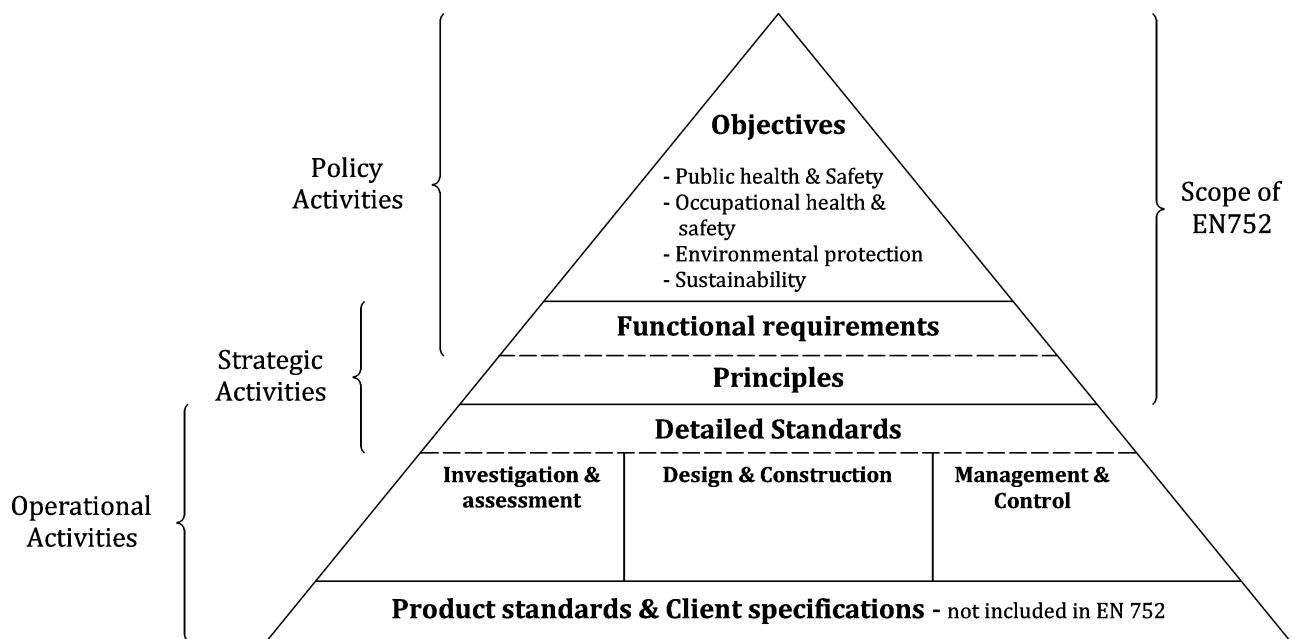 Objectives
Policy
Activities
- Public health & Safety
- Occupational health &
safety
- Environmental protection
- Sustainability
Scope of
EN752
Functional requirements
Strategic
Activities
Principles
Detailed Standards
Investigation &
assessment
Design & Construction
Management &
Control
Operational
Activities
Product standards & Client specifications - not included in EN 752